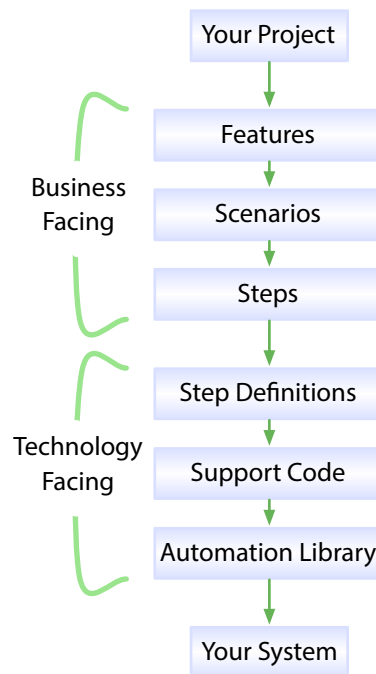 Your Project
Features
Business
Facing
Scenarios
Steps
Step Definitions
Technology
Facing
Support Code
Automation Library
Your System